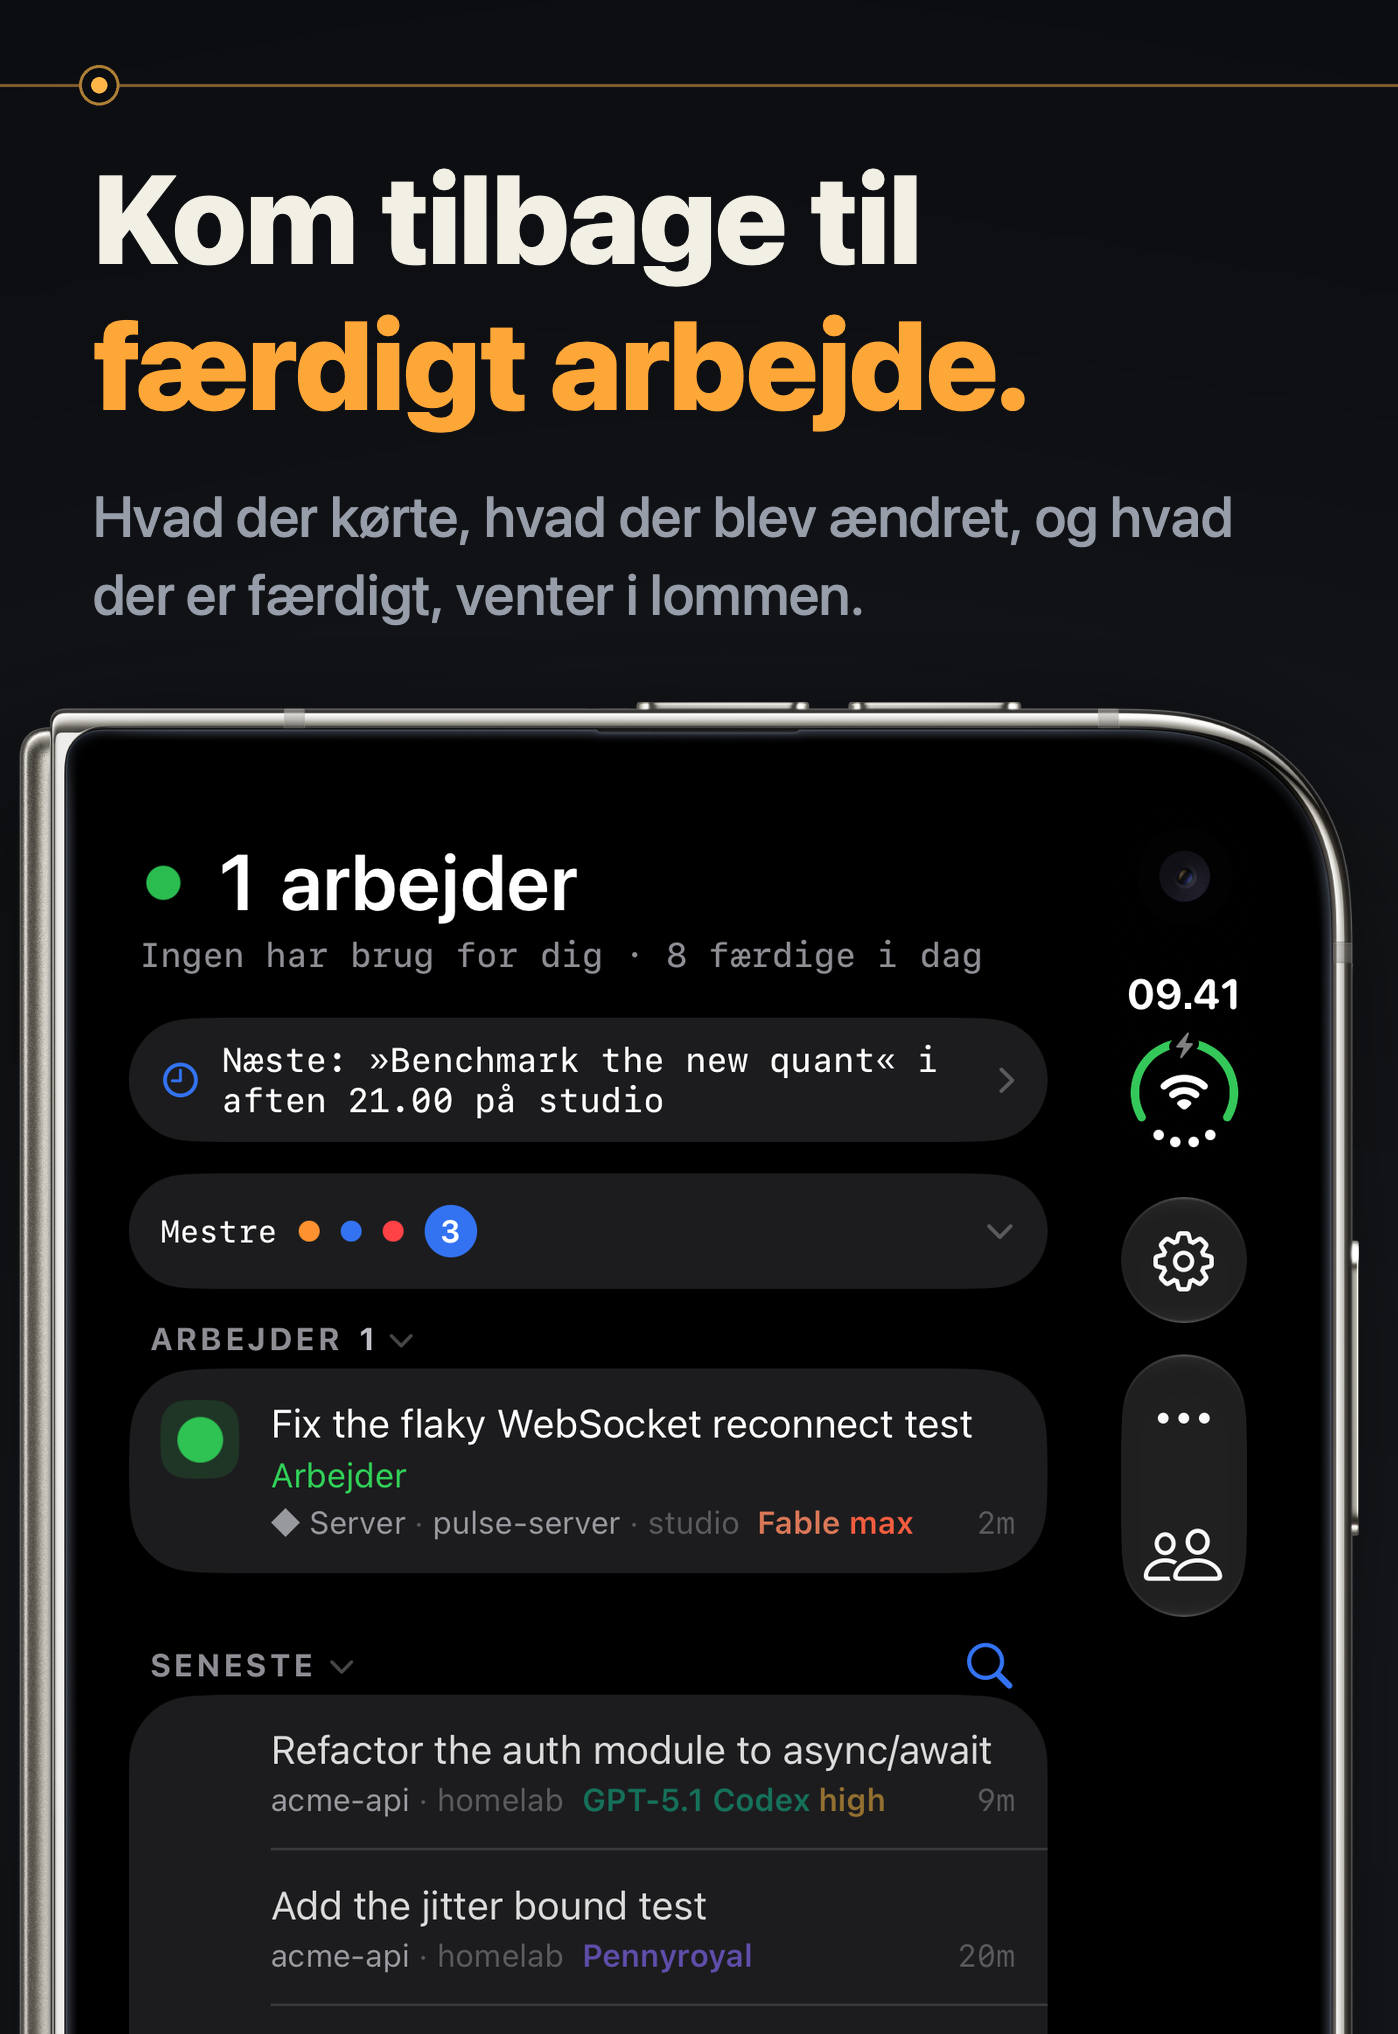 Kom tilbage til
færdigt arbejde.
Hvad der kørte, hvad der blev ændret, og hvad
der er færdigt, venter i lommen.
1 arbejder
Ingen har brug for dig · 8 færdige i dag
09.41
Næste: »Benchmark the new quant« i
aften 21.00 på studio
Mestre 3
ARBEJDER 1
Fix the flaky WebSocket reconnect test
Arbejder
Server · pulse-server · studio Fable max 2m
SENESTE
Refactor the auth module to async/await
acme-api · homelab GPT-5.1 Codex high 9m
Add the jitter bound test
acme-api · homelab Pennyroyal 20m